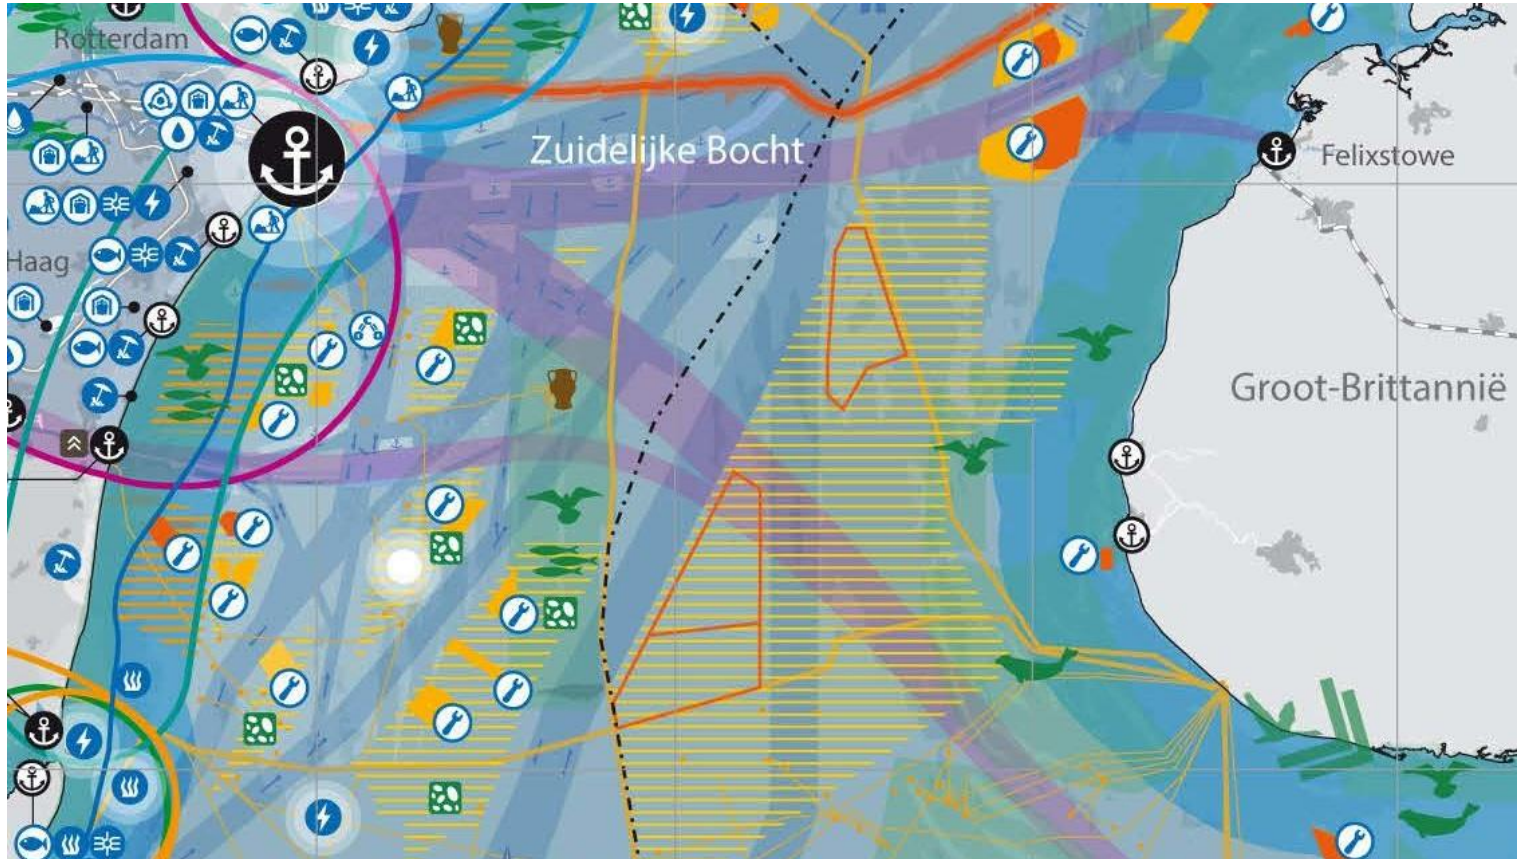 Rotterdam
Zuidelijke Bocht
Felixstowe
Haag
Groot-Brittannië